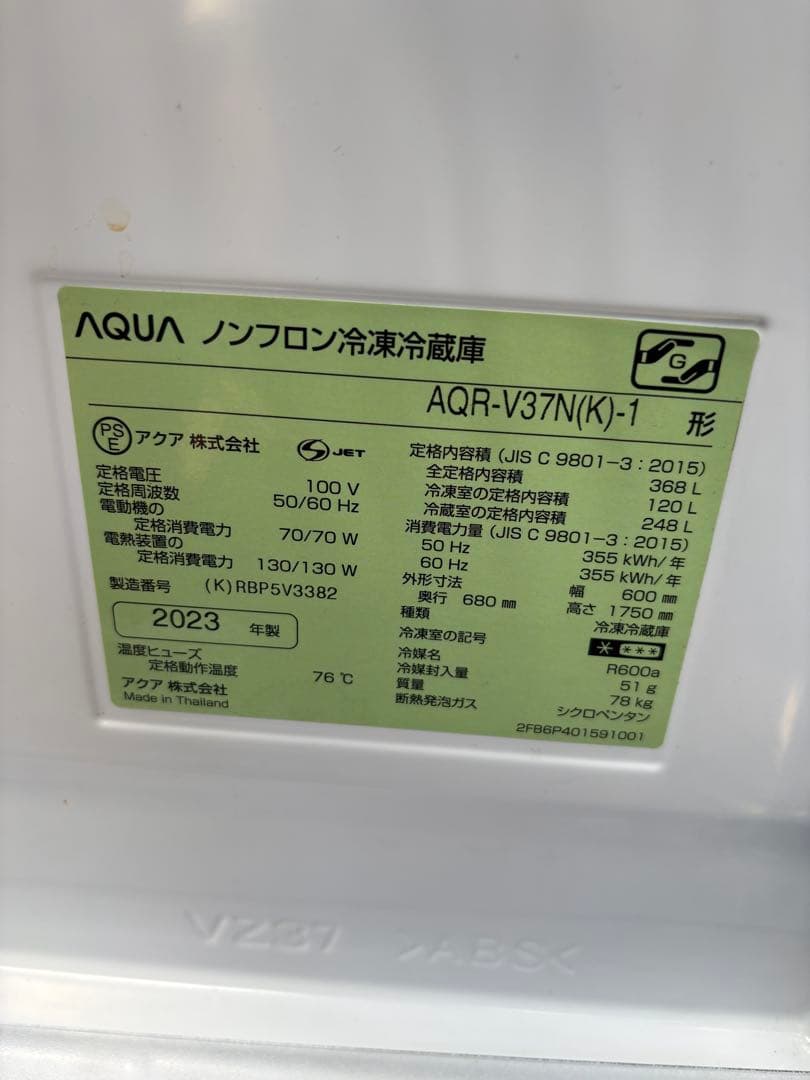 AQUA ノンフロン冷凍冷蔵庫
G
AQR-V37N(K)-1 形
PS
E
アクア 株式会社
S JET
定格電圧 100 V
定格周波数 50/60 Hz
電動機の
定格消費電力 70/70 W
電熱装置の
定格消費電力 130/130 W
製造番号 (K)RBP5V3382
2023 年製
温度ヒューズ
定格動作温度 76 ℃
アクア 株式会社
Made in Thailand
定格内容積 (JIS C 9801-3：2015)
全定格内容積 368 L
冷凍室の定格内容積 120 L
冷蔵室の定格内容積 248 L
消費電力量 (JIS C 9801-3：2015)
50 Hz 355 kWh/年
60 Hz 355 kWh/年
外形寸法 幅 600 ㎜
奥行 680 ㎜ 高さ 1750 ㎜
種類 冷凍冷蔵庫
冷凍室の記号 * ***
冷媒名 R600a
冷媒封入量 51 g
質量 78 kg
断熱発泡ガス シクロペンタン
2FB6P401591001
VZ37 >ABS<